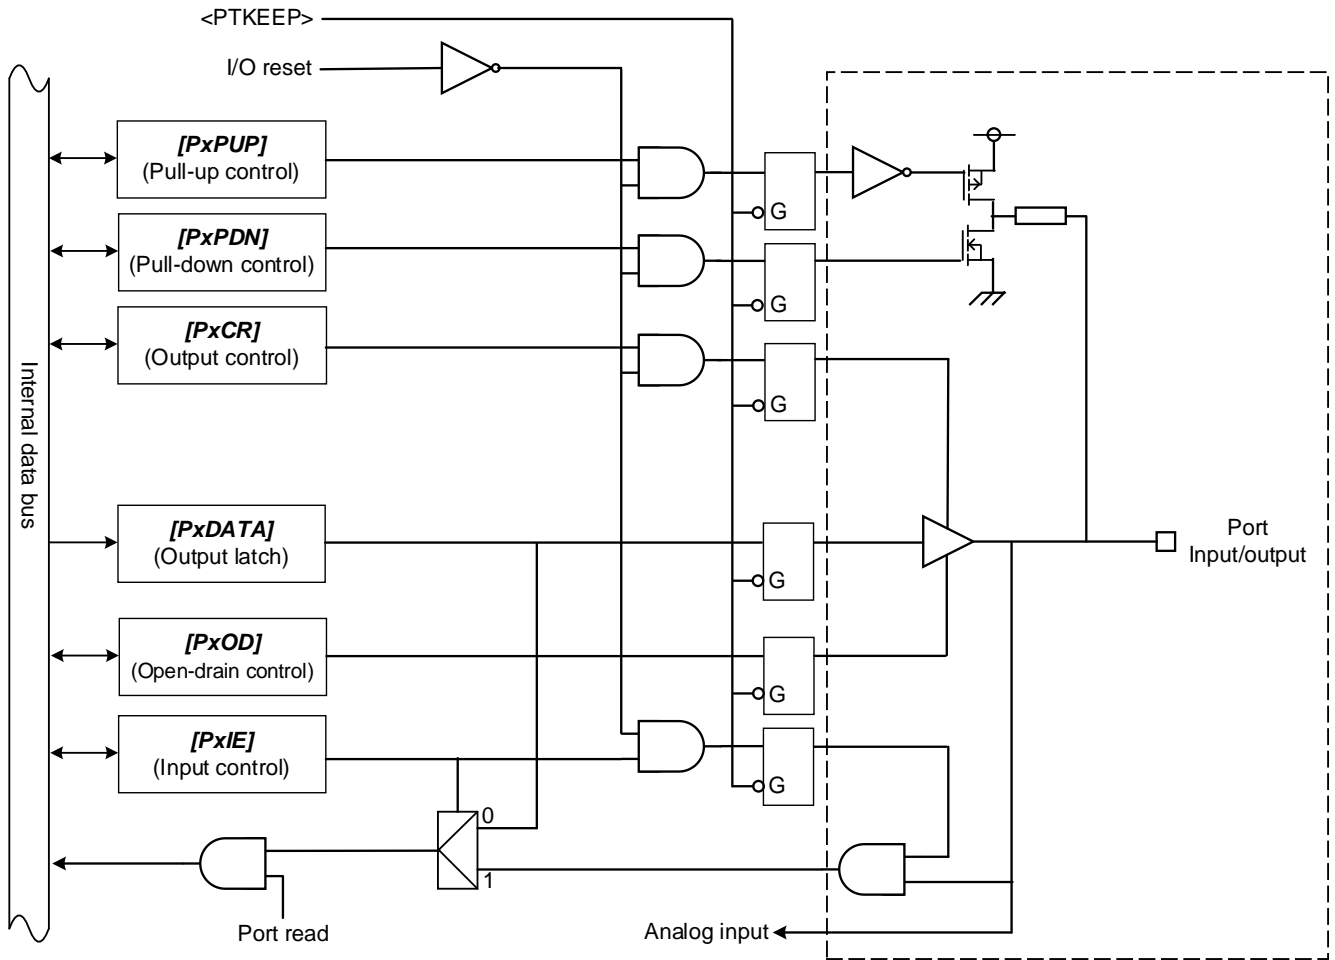 <PTKEEP>
I/O reset
[PxPUP]
(Pull-up control)
G
[PxPDN]
(Pull-down control)
G
[PxCR]
(Output control)
G
Internal data bus
[PxDATA]
(Output latch)
G
Port
Input/output
[PxOD]
(Open-drain control)
G
[PxIE]
(Input control)
G
0
1
Port read
Analog input